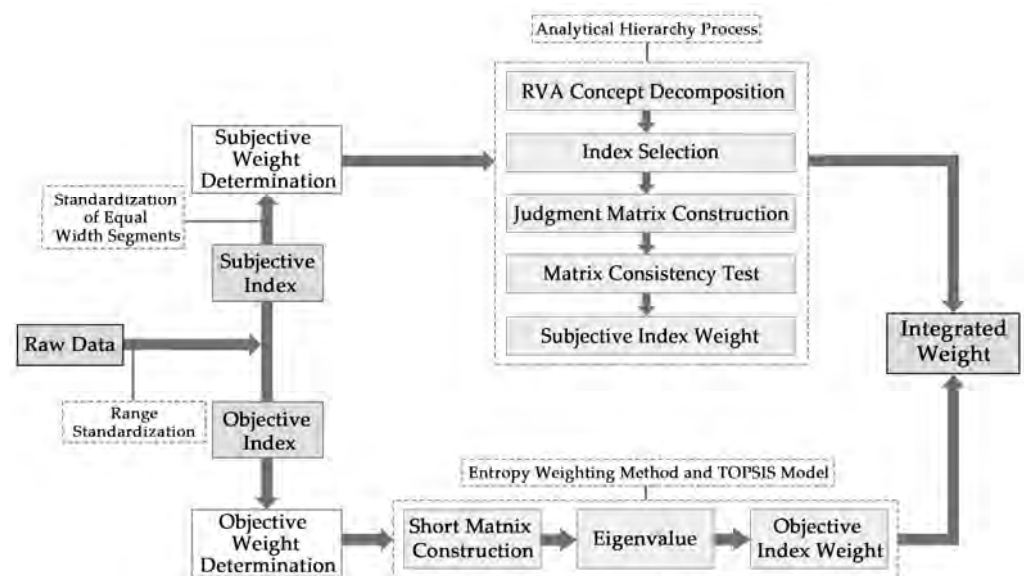 Analytical Hierarchy Process
RVA Concept Decomposition
Index Selection
Judgment Matrix Construction
Matrix Consistency Test
Subjective Index Weight
Subjective
Weight
Determination
Standardization
of Equal
Width Segments
Subjective
Index
Raw Data
Integrated
Weight
Range
Standardization
Objective
Index
Entropy Weighting Method and TOPSIS Model
Objective
Weight
Determination
Short Matnix
Construction
Eigenvalue
Objective
Index Weight